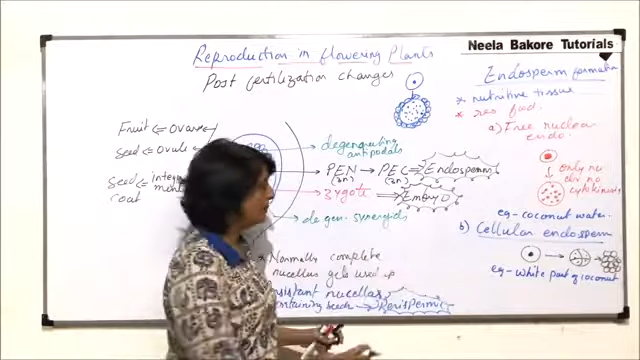 Neela Bakore Tutorials
Reproduction in flowering Plants
Post fertilization changes
Fruit ⇐ Ovary
Seed ⇐ Ovule
Seed ⇐
coat
degenerating
antipodals
PEN → PEC ⇒ Endosperm
(3n) (3n)
Zygote ⇒ Embryo
degen. synergids
* Normally complete
nucellus gets used up
nucellus
containing seeds → Perispermic
Endosperm formation
* nutritive tissue
* res food.
a) Free nuclear
endo.
only nu
div no
cytokinesis
eg- coconut water
b) Cellular endosperm
eg- White part of coconut